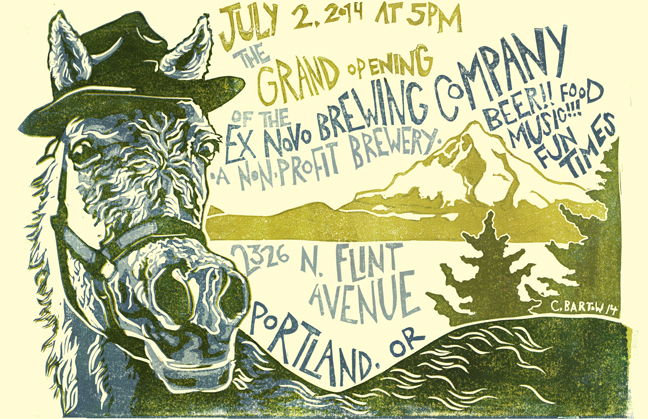 JULY 2, 2014 AT 5PM
THE
GRAND OPENING
OF THE
EX NOVO BREWING COMPANY
·A NON·PROFIT BREWERY·
BEER!! FOOD
MUSIC!!!
FUN
TIMES
2326 N. FLINT
AVENUE
PORTLAND. OR
C. BARTOW 14